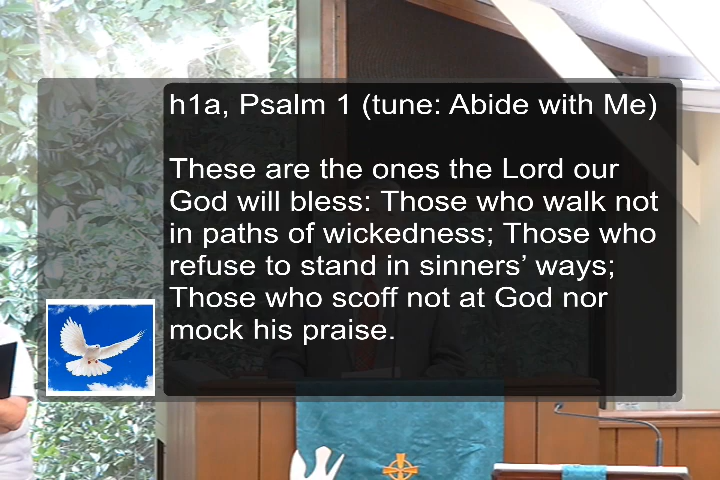 h1a, Psalm 1 (tune: Abide with Me)
These are the ones the Lord our
God will bless: Those who walk not
in paths of wickedness; Those who
refuse to stand in sinners’ ways;
Those who scoff not at God nor
mock his praise.